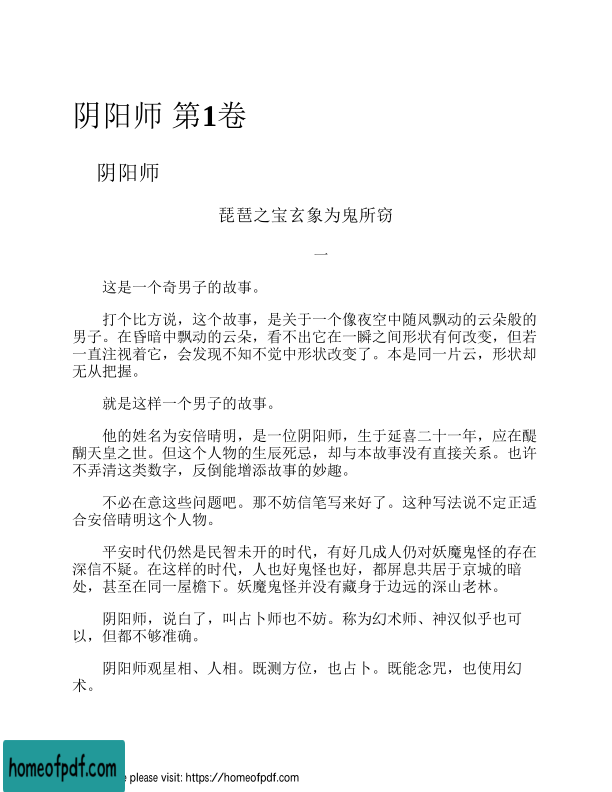 阴阳师 第1卷
阴阳师
琵琶之宝玄象为鬼所窃
一
这是一个奇男子的故事。
打个比方说，这个故事，是关于一个像夜空中随风飘动的云朵般的
男子。在昏暗中飘动的云朵，看不出它在一瞬之间形状有何改变，但若
一直注视着它，会发现不知不觉中形状改变了。本是同一片云，形状却
无从把握。
就是这样一个男子的故事。
他的姓名为安倍晴明，是一位阴阳师，生于延喜二十一年，应在醍
醐天皇之世。但这个人物的生辰死忌，却与本故事没有直接关系。也许
不弄清这类数字，反倒能增添故事的妙趣。
不必在意这些问题吧。那不妨信笔写来好了。这种写法说不定正适
合安倍晴明这个人物。
平安时代仍然是民智未开的时代，有好几成人仍对妖魔鬼怪的存在
深信不疑。在这样的时代，人也好鬼怪也好，都屏息共居于京城的暗
处，甚至在同一屋檐下。妖魔鬼怪并没有藏身于边远的深山老林。
阴阳师，说白了，叫占卜师也不妨。称为幻术师、神汉似乎也可
以，但都不够准确。
阴阳师观星相、人相。既测方位，也占卜。既能念咒，也使用幻
术。
homeofpdf.com
e please visit: https://homeofpdf.com